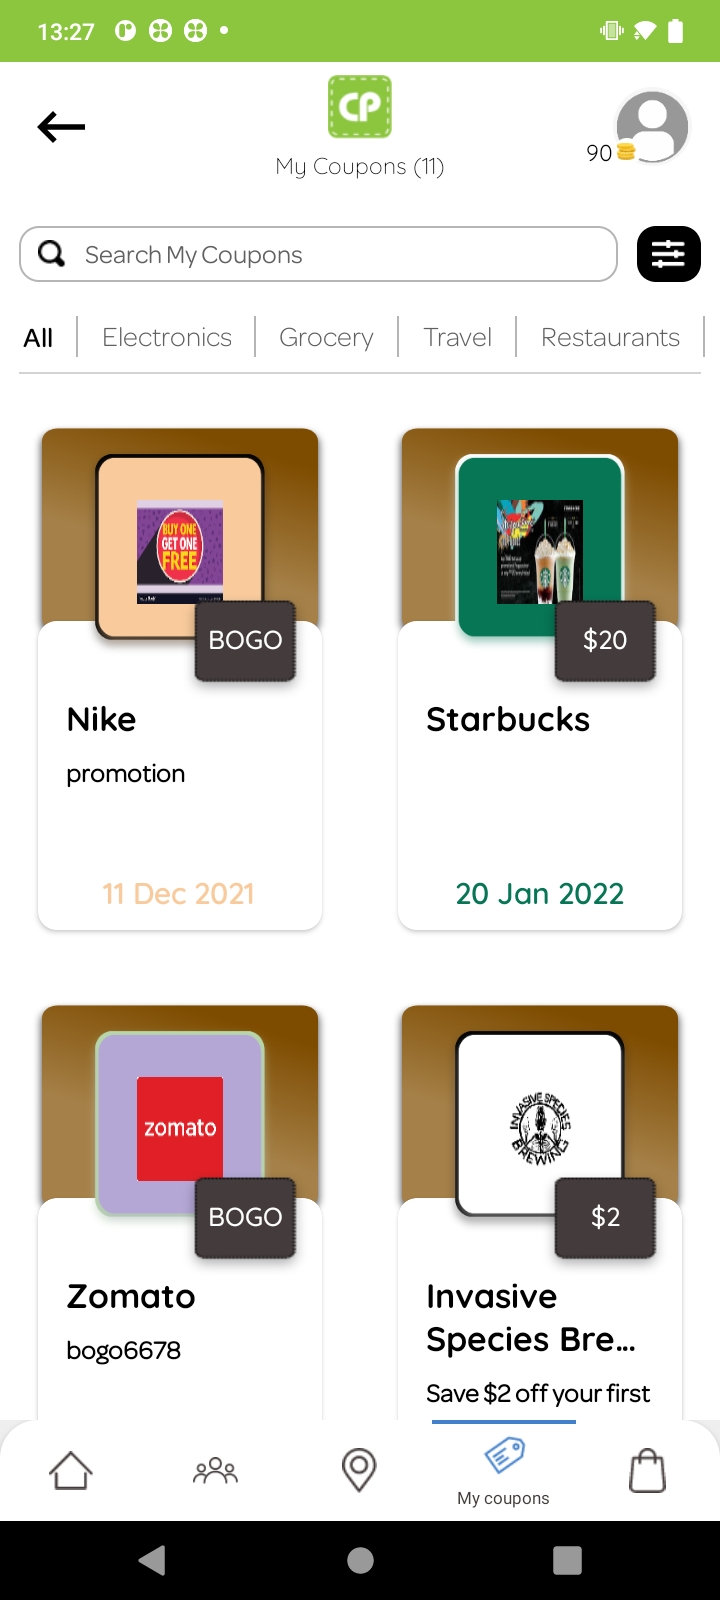 13:27
CP
My Coupons (11)
90
Search My Coupons
All
Electronics
Grocery
Travel
Restaurants
BUY ONE
GET ONE
FREE
BOGO
$20
Nike
promotion
Starbucks
11 Dec 2021
20 Jan 2022
zomato
BOGO
INVASIVE SPECIES
BREWING
$2
Zomato
bogo6678
Invasive
Species Bre...
Save $2 off your first
My coupons